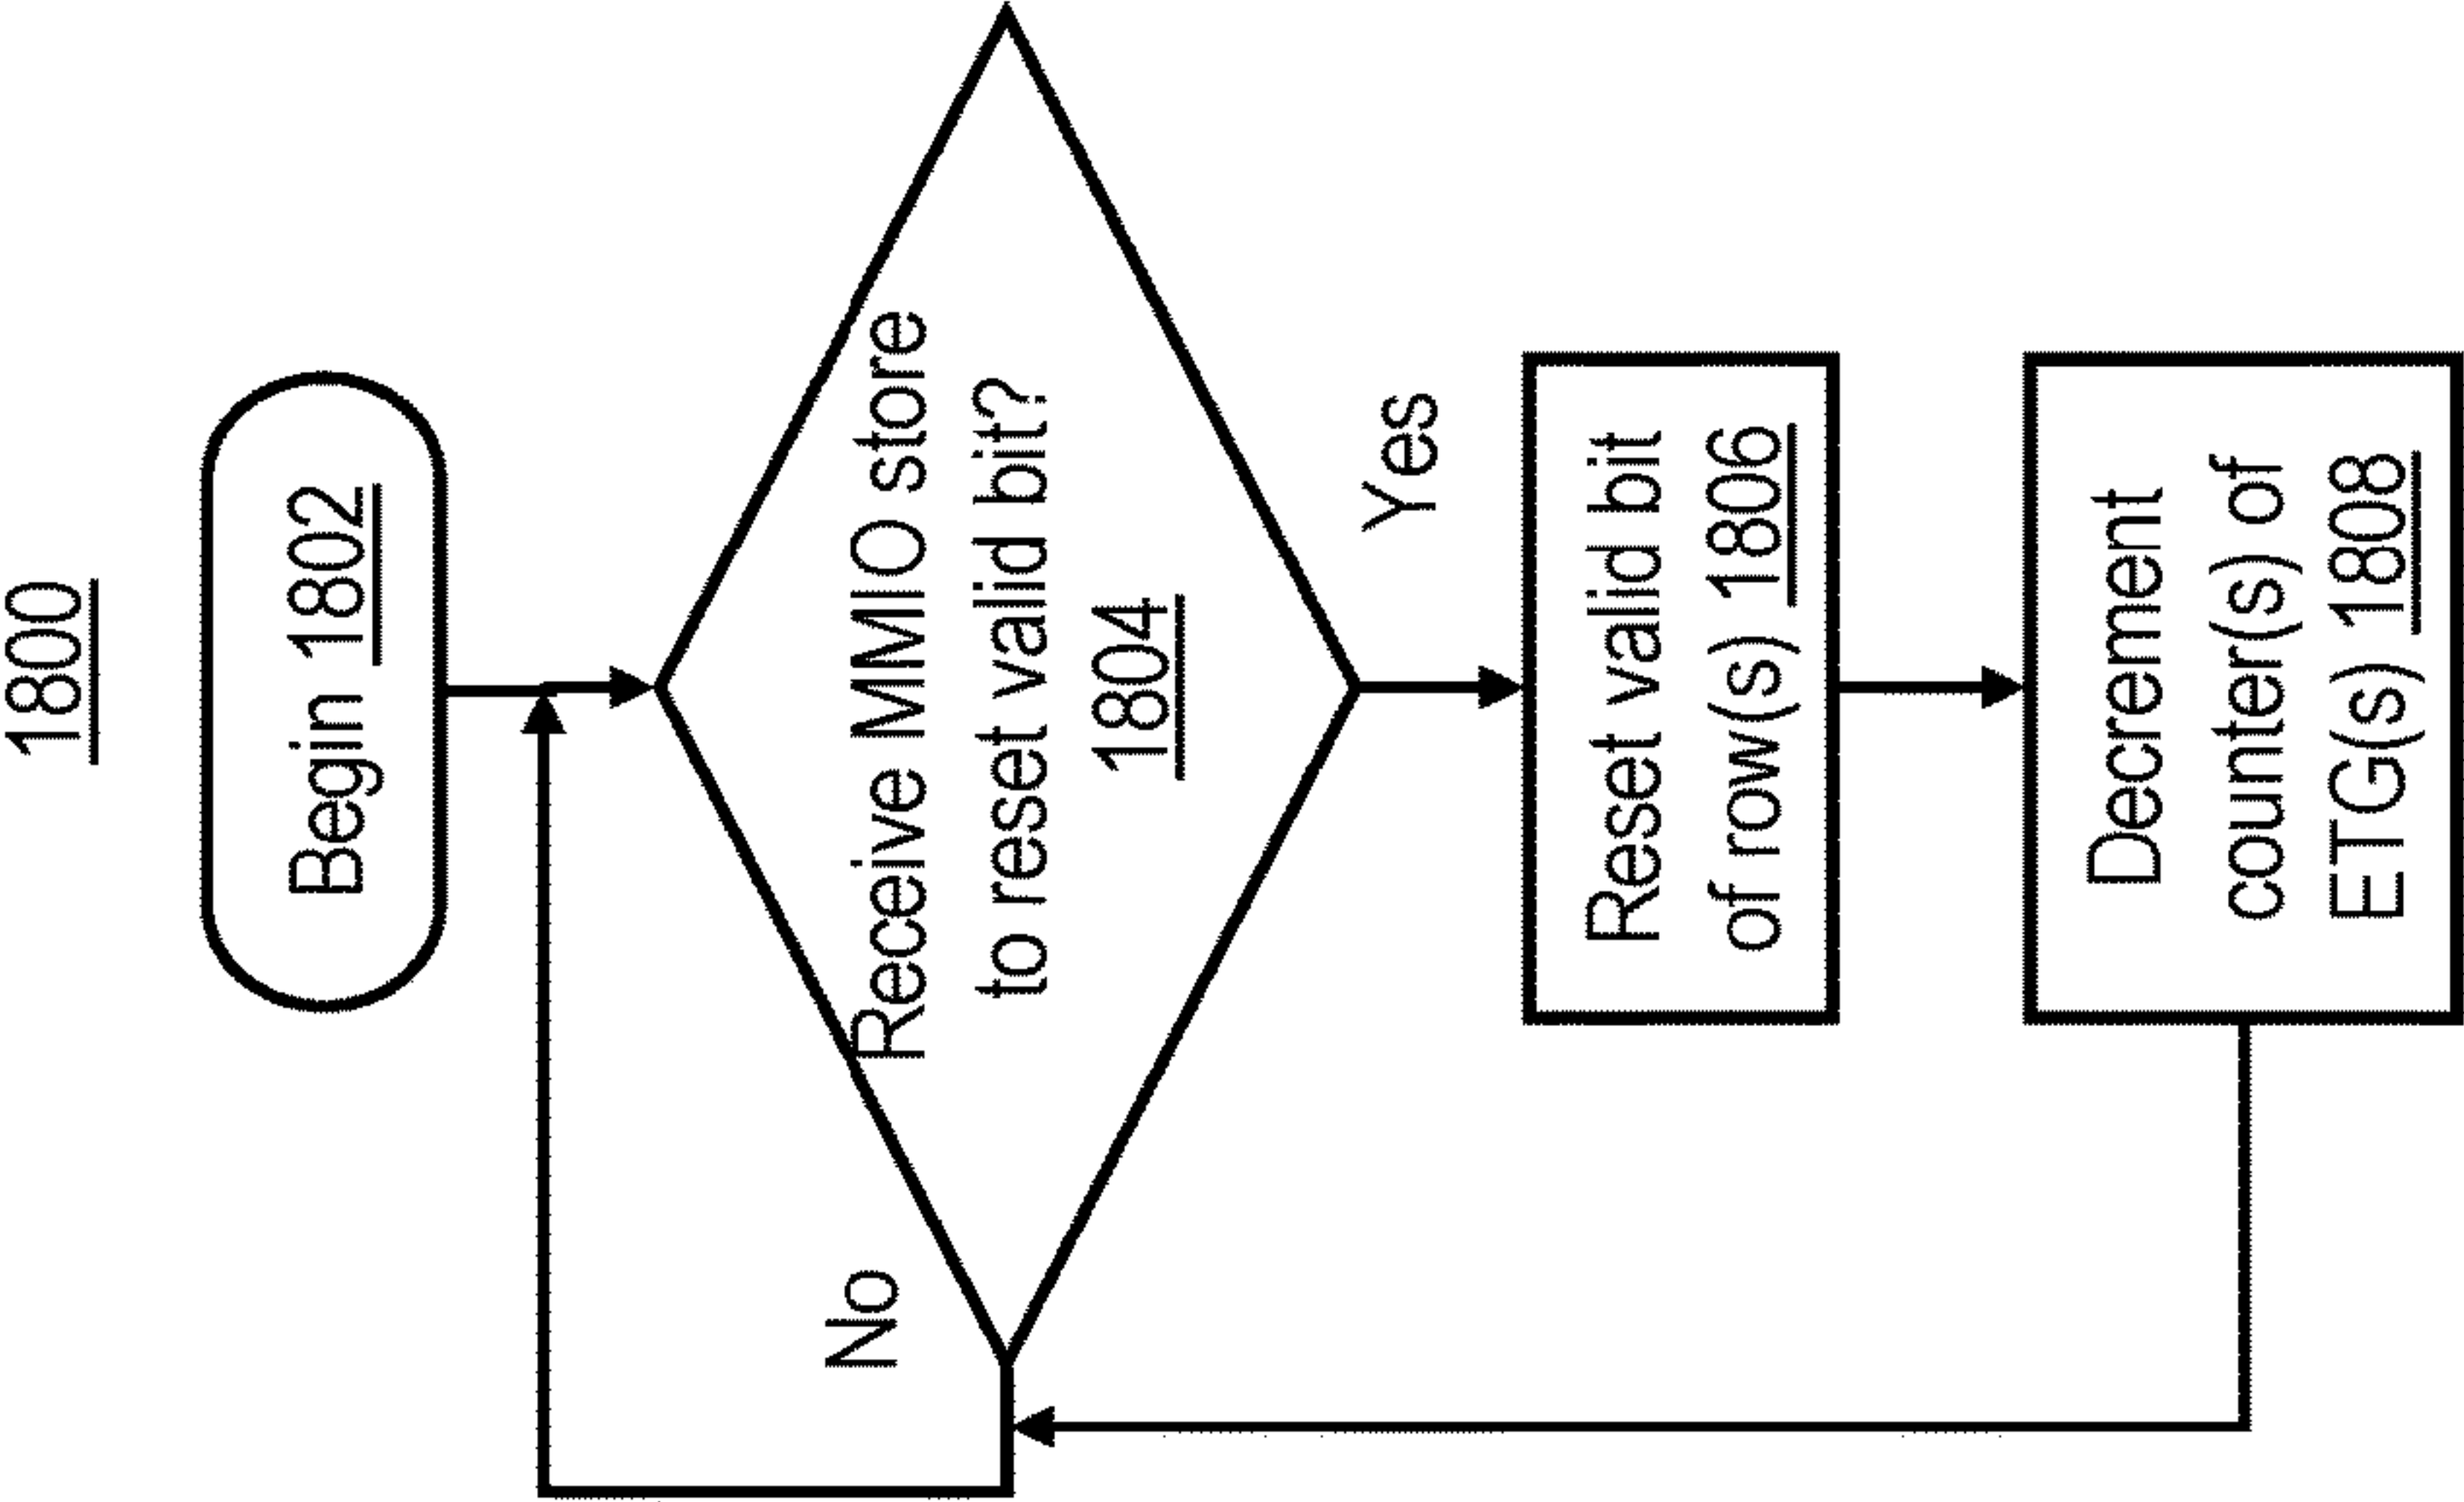 1800
Begin 1802
Receive MMIO store
to reset valid bit?
1804
No
Yes
Reset valid bit
of row(s) 1806
Decrement
counter(s) of
ETG(s) 1808